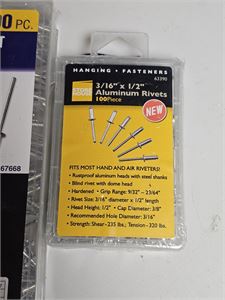 00 PC.
T
67668
HANGING • FASTENERS
STORE
HOUSE
63390
3/16" x 1/2"
Aluminum Rivets
100 Piece
NEW
FITS MOST HAND AND AIR RIVETERS!
• Rustproof aluminum heads with steel shanks
• Blind rivet with dome head
• Hardened • Grip Range: 9/32" – 23/64"
• Rivet Size: 3/16"-diameter x 1/2" length
• Head Height: 1/2" • Cap Diameter: 3/8"
• Recommended Hole Diameter: 3/16"
• Strength: Shear-235 lbs.; Tension-320 lbs.